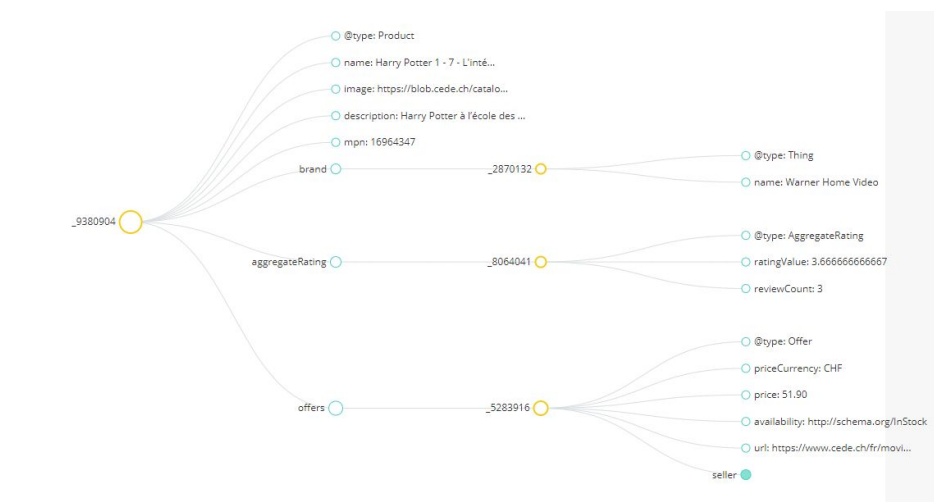 @type: Product
name: Harry Potter 1 - 7 - L'inté...
image: https://blob.cede.ch/catalo...
description: Harry Potter à l'école des ...
mpn: 16964347
brand
_2870132
@type: Thing
name: Warner Home Video
_9380904
aggregateRating
_8064041
@type: AggregateRating
ratingValue: 3.666666666667
reviewCount: 3
offers
_5283916
@type: Offer
priceCurrency: CHF
price: 51.90
availability: http://schema.org/InStock
url: https://www.cede.ch/fr/movi...
seller